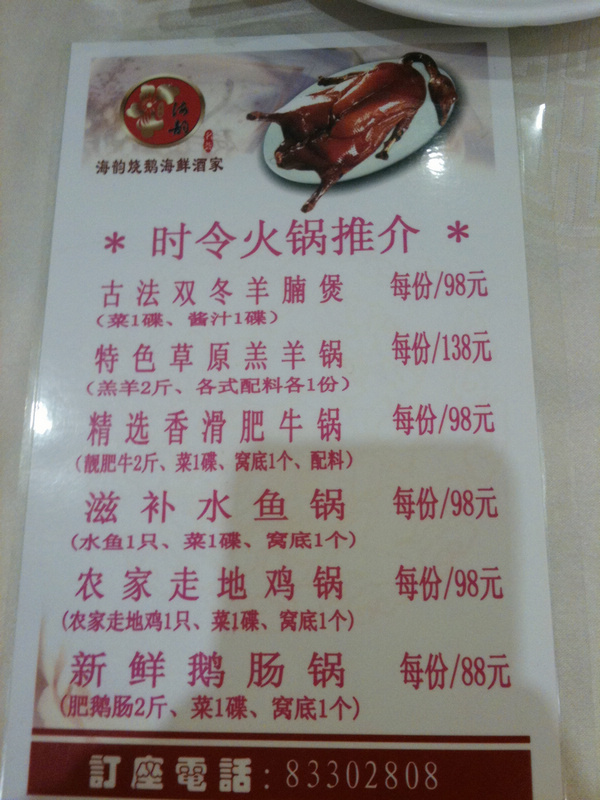 海韵
海韵烧鹅海鲜酒家
* 时令火锅推介 *
古法双冬羊腩煲 每份/98元
（菜1碟、酱汁1碟）
特色草原羔羊锅 每份/138元
（羔羊2斤、各式配料各1份）
精选香滑肥牛锅 每份/98元
（靓肥牛2斤、菜1碟、窝底1个、配料）
滋补水鱼锅 每份/98元
（水鱼1只、菜1碟、窝底1个）
农家走地鸡锅 每份/98元
（农家走地鸡1只、菜1碟、窝底1个）
新鲜鹅肠锅 每份/88元
（肥鹅肠2斤、菜1碟、窝底1个）
訂座電話：83302808